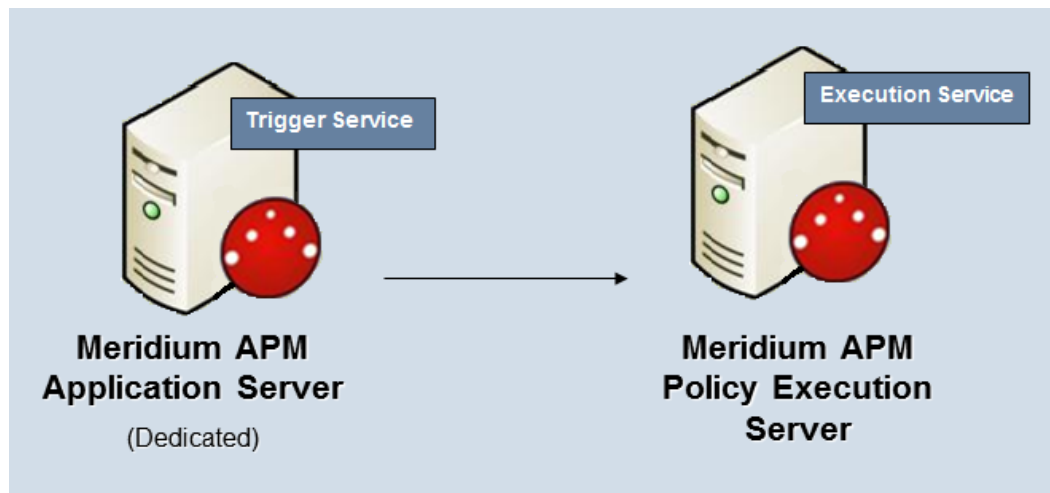 Trigger Service
Execution Service
Meridium APM
Application Server
(Dedicated)
Meridium APM
Policy Execution
Server